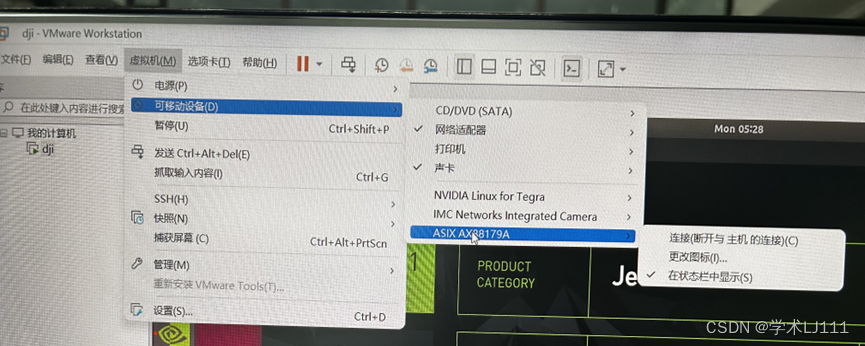 dji - VMware Workstation
文件(F) 编辑(E) 查看(V) 虚拟机(M) 选项卡(T) 帮助(H)
电源(P)
在此处键入内容进行搜索
可移动设备(D)
CD/DVD (SATA)
Mon 05:28
我的计算机
暂停(U) Ctrl+Shift+P
网络适配器
dji
打印机
发送 Ctrl+Alt+Del(E)
声卡
抓取输入内容(I) Ctrl+G
NVIDIA Linux for Tegra
SSH(H)
IMC Networks Integrated Camera
快照(N)
ASIX AX88179A
连接(断开与 主机 的连接)(C)
捕获屏幕 (C) Ctrl+Alt+PrtScn
更改图标(I)...
PRODUCT
CATEGORY
Je
管理(M)
在状态栏中显示(S)
重新安装 VMware Tools(T)...
设置(S)... Ctrl+D
CSDN @学术LJ111